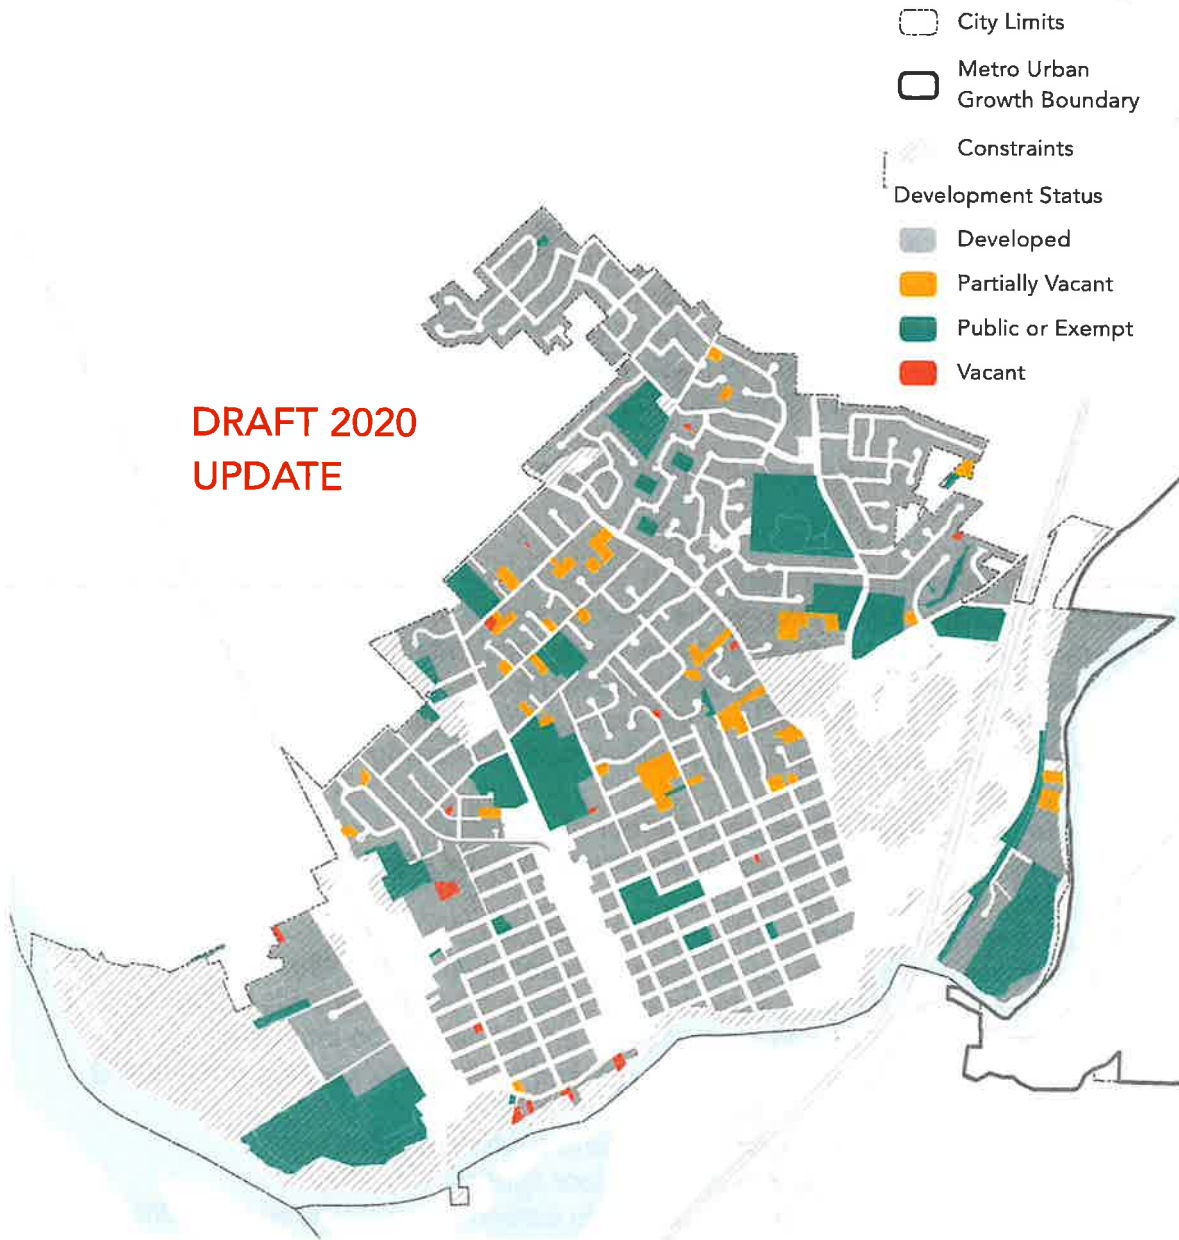 City Limits
Metro Urban
Growth Boundary
Constraints
Development Status
Developed
Partially Vacant
Public or Exempt
Vacant
DRAFT 2020
UPDATE